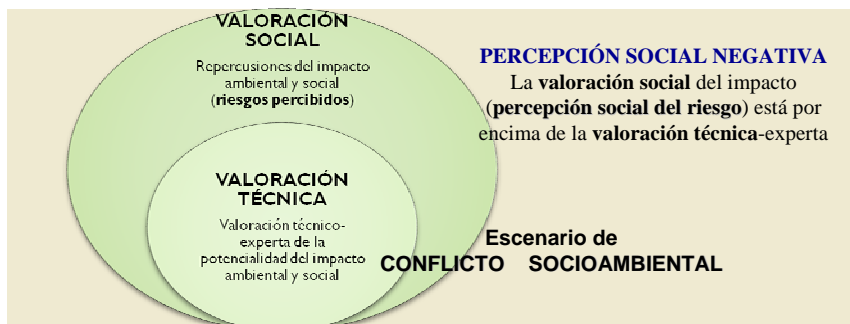 VALORACIÓN
SOCIAL
Repercusiones del impacto
ambiental y social
(riesgos percibidos)
VALORACIÓN
TÉCNICA
Valoración técnico-
experta de la
potencialidad del impacto
ambiental y social
PERCEPCIÓN SOCIAL NEGATIVA
La valoración social del impacto
(percepción social del riesgo) está por
encima de la valoración técnica-experta
Escenario de
CONFLICTO SOCIOAMBIENTAL